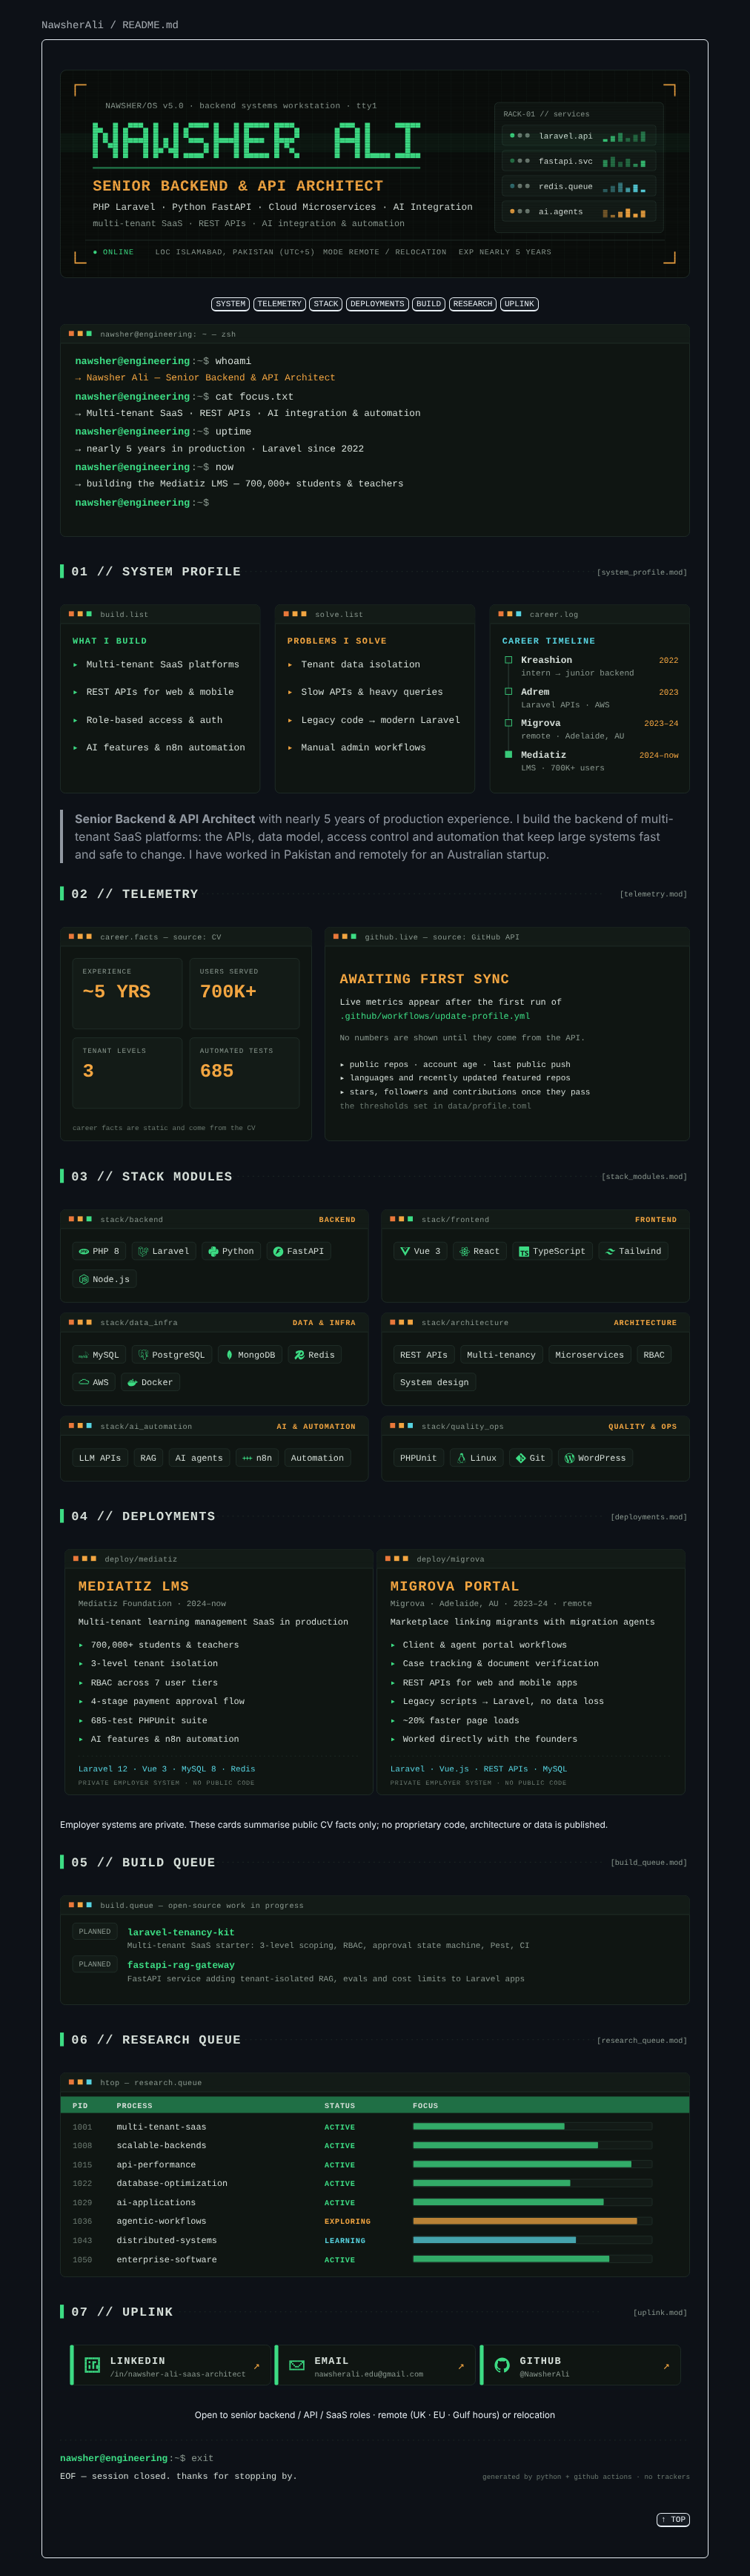 NawsherAli / README.md
NAWSHER/OS v5.0 · backend systems workstation · tty1
NAWSHER ALI
SENIOR BACKEND & API ARCHITECT
PHP Laravel · Python FastAPI · Cloud Microservices · AI Integration
multi-tenant SaaS · REST APIs · AI integration & automation
● ONLINE LOC ISLAMABAD, PAKISTAN (UTC+5) MODE REMOTE / RELOCATION EXP NEARLY 5 YEARS
RACK-01 // services
laravel.api
fastapi.svc
redis.queue
ai.agents
SYSTEM TELEMETRY STACK DEPLOYMENTS BUILD RESEARCH UPLINK
nawsher@engineering: ~ — zsh
nawsher@engineering:~$ whoami
→ Nawsher Ali — Senior Backend & API Architect
nawsher@engineering:~$ cat focus.txt
→ Multi-tenant SaaS · REST APIs · AI integration & automation
nawsher@engineering:~$ uptime
→ nearly 5 years in production · Laravel since 2022
nawsher@engineering:~$ now
→ building the Mediatiz LMS — 700,000+ students & teachers
nawsher@engineering:~$
01 // SYSTEM PROFILE [system_profile.mod]
build.list
WHAT I BUILD
▸ Multi-tenant SaaS platforms
▸ REST APIs for web & mobile
▸ Role-based access & auth
▸ AI features & n8n automation
solve.list
PROBLEMS I SOLVE
▸ Tenant data isolation
▸ Slow APIs & heavy queries
▸ Legacy code → modern Laravel
▸ Manual admin workflows
career.log
CAREER TIMELINE
Kreashion 2022
intern → junior backend
Adrem 2023
Laravel APIs · AWS
Migrova 2023–24
remote · Adelaide, AU
Mediatiz 2024–now
LMS · 700K+ users
Senior Backend & API Architect with nearly 5 years of production experience. I build the backend of multi-
tenant SaaS platforms: the APIs, data model, access control and automation that keep large systems fast
and safe to change. I have worked in Pakistan and remotely for an Australian startup.
02 // TELEMETRY [telemetry.mod]
career.facts — source: CV
EXPERIENCE
~5 YRS
USERS SERVED
700K+
TENANT LEVELS
3
AUTOMATED TESTS
685
career facts are static and come from the CV
github.live — source: GitHub API
AWAITING FIRST SYNC
Live metrics appear after the first run of
.github/workflows/update-profile.yml
No numbers are shown until they come from the API.
▸ public repos · account age · last public push
▸ languages and recently updated featured repos
▸ stars, followers and contributions once they pass
the thresholds set in data/profile.toml
03 // STACK MODULES [stack_modules.mod]
stack/backend BACKEND
PHP 8 Laravel Python FastAPI
Node.js
stack/frontend FRONTEND
Vue 3 React TypeScript Tailwind
stack/data_infra DATA & INFRA
MySQL PostgreSQL MongoDB Redis
AWS Docker
stack/architecture ARCHITECTURE
REST APIs Multi-tenancy Microservices RBAC
System design
stack/ai_automation AI & AUTOMATION
LLM APIs RAG AI agents n8n Automation
stack/quality_ops QUALITY & OPS
PHPUnit Linux Git WordPress
04 // DEPLOYMENTS [deployments.mod]
deploy/mediatiz
MEDIATIZ LMS
Mediatiz Foundation · 2024–now
Multi-tenant learning management SaaS in production
▸ 700,000+ students & teachers
▸ 3-level tenant isolation
▸ RBAC across 7 user tiers
▸ 4-stage payment approval flow
▸ 685-test PHPUnit suite
▸ AI features & n8n automation
Laravel 12 · Vue 3 · MySQL 8 · Redis
PRIVATE EMPLOYER SYSTEM · NO PUBLIC CODE
deploy/migrova
MIGROVA PORTAL
Migrova · Adelaide, AU · 2023–24 · remote
Marketplace linking migrants with migration agents
▸ Client & agent portal workflows
▸ Case tracking & document verification
▸ REST APIs for web and mobile apps
▸ Legacy scripts → Laravel, no data loss
▸ ~20% faster page loads
▸ Worked directly with the founders
Laravel · Vue.js · REST APIs · MySQL
PRIVATE EMPLOYER SYSTEM · NO PUBLIC CODE
Employer systems are private. These cards summarise public CV facts only; no proprietary code, architecture or data is published.
05 // BUILD QUEUE [build_queue.mod]
build.queue — open-source work in progress
PLANNED laravel-tenancy-kit
Multi-tenant SaaS starter: 3-level scoping, RBAC, approval state machine, Pest, CI
PLANNED fastapi-rag-gateway
FastAPI service adding tenant-isolated RAG, evals and cost limits to Laravel apps
06 // RESEARCH QUEUE [research_queue.mod]
htop — research.queue
PID PROCESS STATUS FOCUS
1001 multi-tenant-saas ACTIVE
1008 scalable-backends ACTIVE
1015 api-performance ACTIVE
1022 database-optimization ACTIVE
1029 ai-applications ACTIVE
1036 agentic-workflows EXPLORING
1043 distributed-systems LEARNING
1050 enterprise-software ACTIVE
07 // UPLINK [uplink.mod]
LINKEDIN
/in/nawsher-ali-saas-architect ↗
EMAIL
nawsherali.edu@gmail.com ↗
GITHUB
@NawsherAli ↗
Open to senior backend / API / SaaS roles · remote (UK · EU · Gulf hours) or relocation
nawsher@engineering:~$ exit
EOF — session closed. thanks for stopping by. generated by python + github actions · no trackers
↑ TOP